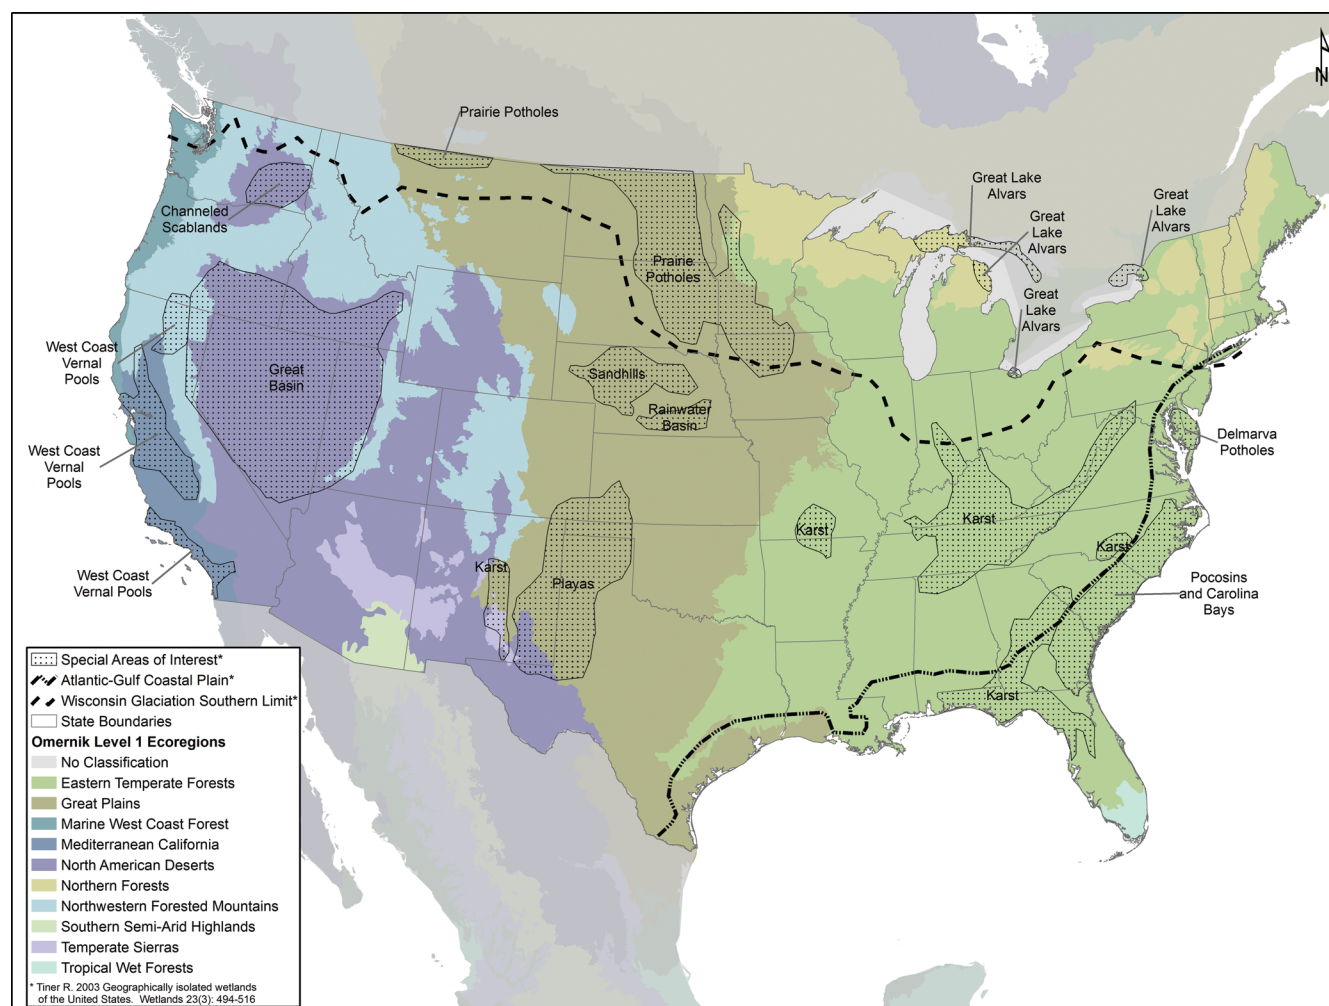 N
Prairie Potholes
Channeled
Scablands
Great Lake
Alvars
Great
Lake
Alvars
Great
Lake
Alvars
Great
Lake
Alvars
Prairie
Potholes
West Coast
Vernal
Pools
Great
Basin
Sandhills
Rainwater
Basin
West Coast
Vernal
Pools
Delmarva
Potholes
Karst
Karst
Karst
Karst
Playas
West Coast
Vernal Pools
Pocosins
and Carolina
Bays
Karst
Special Areas of Interest*
Atlantic-Gulf Coastal Plain*
Wisconsin Glaciation Southern Limit*
State Boundaries
Omernik Level 1 Ecoregions
No Classification
Eastern Temperate Forests
Great Plains
Marine West Coast Forest
Mediterranean California
North American Deserts
Northern Forests
Northwestern Forested Mountains
Southern Semi-Arid Highlands
Temperate Sierras
Tropical Wet Forests
* Tiner R. 2003 Geographically isolated wetlands
of the United States. Wetlands 23(3): 494-516